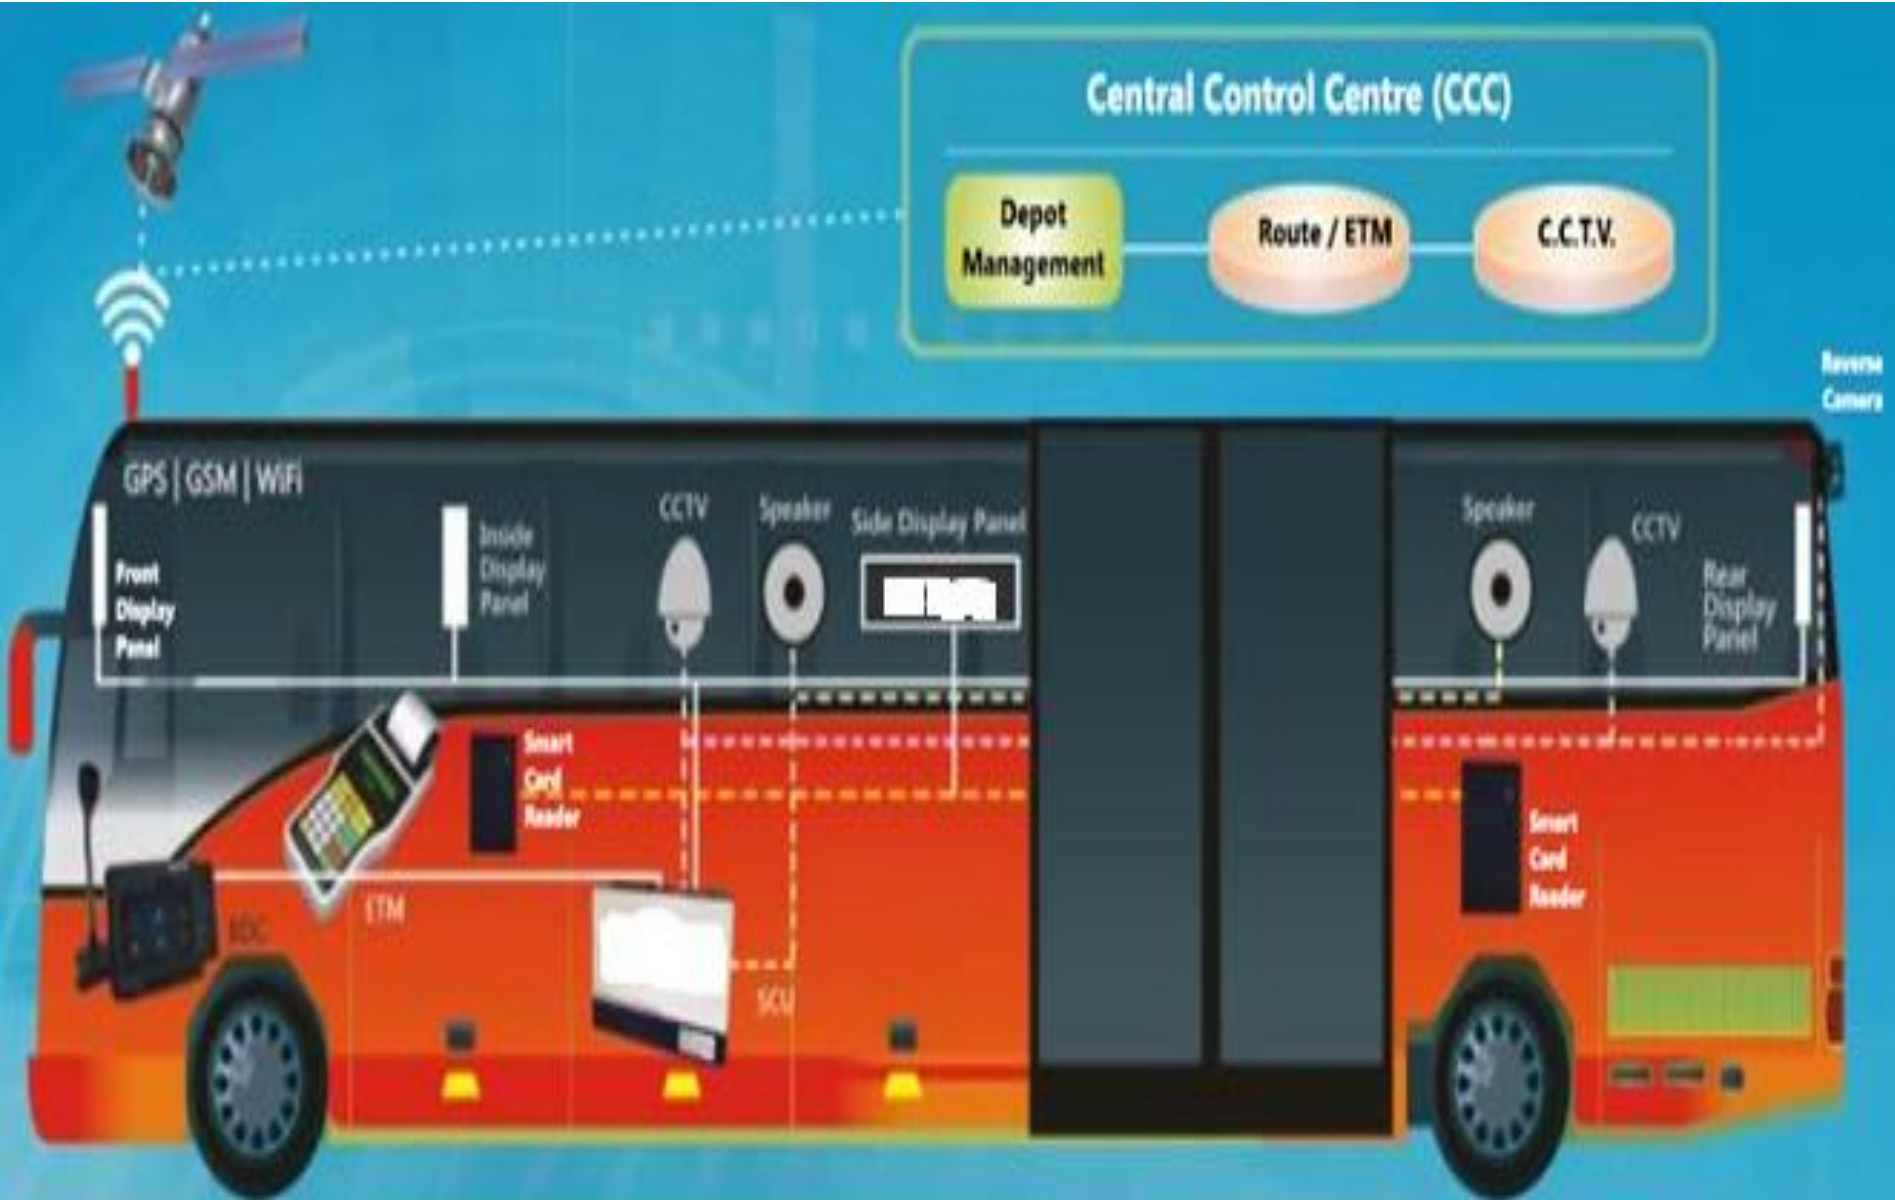 Central Control Centre (CCC)
Depot
Management
Route / ETM
C.C.T.V.
Reverse
Camera
GPS | GSM | WiFi
Front
Display
Panel
Inside
Display
Panel
CCTV
Speaker
Side Display Panel
Speaker
CCTV
Rear
Display
Panel
Smart
Card
Reader
ETM
SCU
Smart
Card
Reader